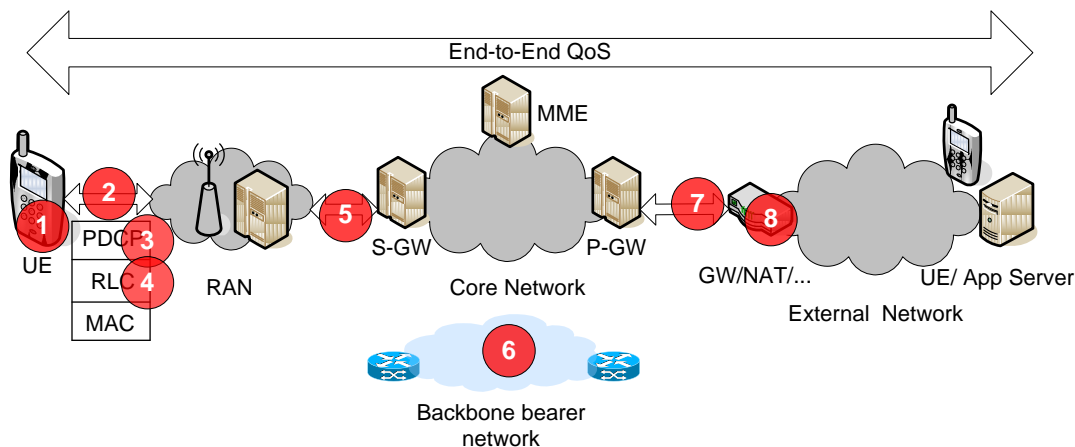 End-to-End QoS
MME
1
2
3
4
5
6
7
8
PDCP
RLC
MAC
UE
RAN
S-GW
P-GW
Core Network
GW/NAT/...
UE/ App Server
External Network
Backbone bearer
network